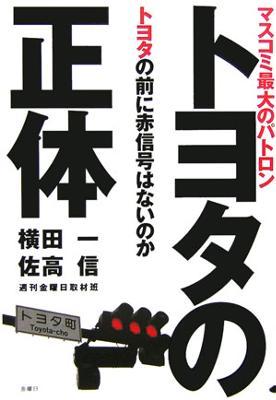 マスコミ最大のパトロン
トヨタの
正体
トヨタの前に赤信号はないのか
横田 一
佐高 信
週刊金曜日取材班
トヨタ町
Toyota-cho
金曜日